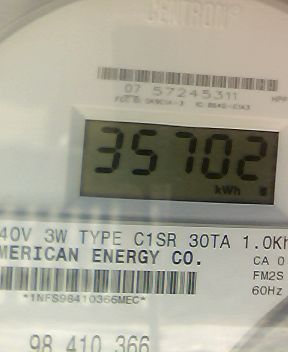 CENTRON®
07 57245311
35702
kWh
40V 3W TYPE C1SR 30TA 1.0Kh
MERICAN ENERGY CO.
CA 0
FM2S
60Hz
*1NFS98410366MEC*
98 410 366